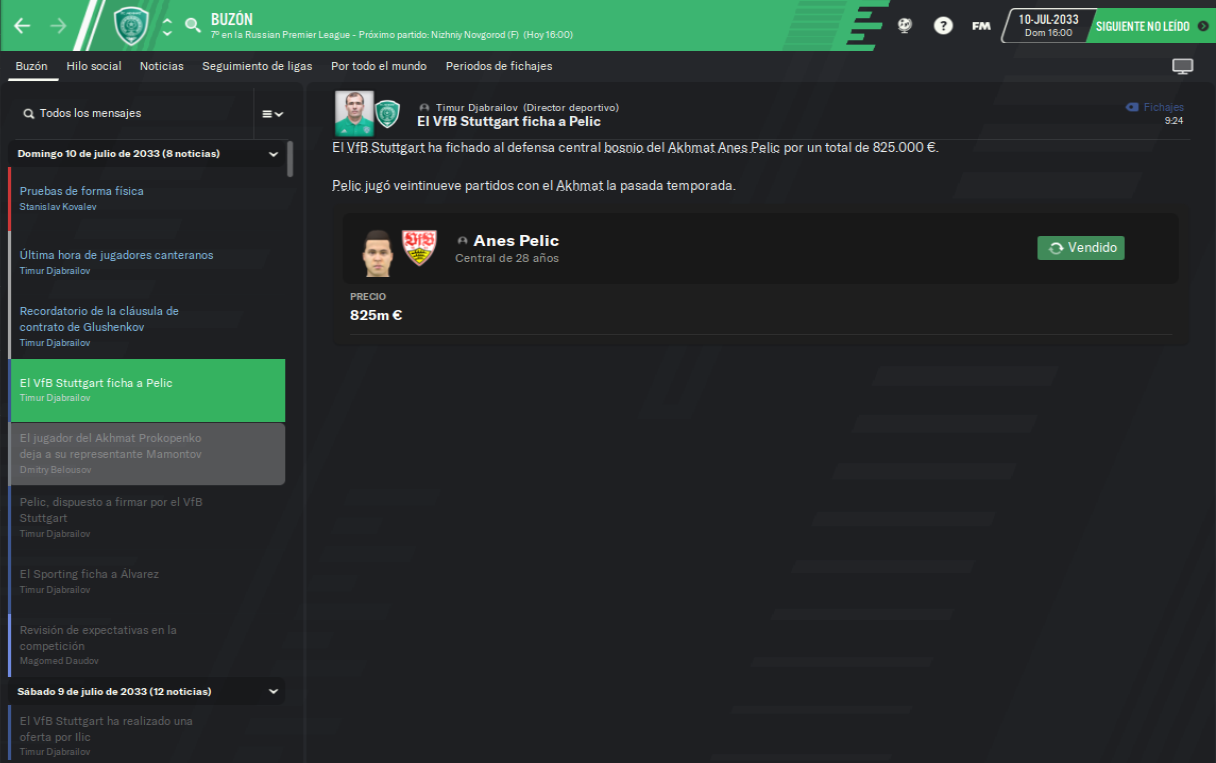 BUZÓN
7º en la Russian Premier League - Próximo partido: Nizhniy Novgorod (F) (Hoy 16:00)
FM
10-JUL-2033
Dom 16:00
SIGUIENTE NO LEÍDO
Buzón Hilo social Noticias Seguimiento de ligas Por todo el mundo Periodos de fichajes
Todos los mensajes
Domingo 10 de julio de 2033 (8 noticias)
Pruebas de forma física
Stanislav Kovalev
Última hora de jugadores canteranos
Timur Djabrailov
Recordatorio de la cláusula de
contrato de Glushenkov
Timur Djabrailov
El VfB Stuttgart ficha a Pelic
Timur Djabrailov
El jugador del Akhmat Prokopenko
deja a su representante Mamontov
Dmitry Belousov
Pelic, dispuesto a firmar por el VfB
Stuttgart
Timur Djabrailov
El Sporting ficha a Álvarez
Timur Djabrailov
Revisión de expectativas en la
competición
Magomed Daudov
Sábado 9 de julio de 2033 (12 noticias)
El VfB Stuttgart ha realizado una
oferta por Ilic
Timur Djabrailov
Timur Djabrailov (Director deportivo)
El VfB Stuttgart ficha a Pelic
Fichajes
9:24
El VfB Stuttgart ha fichado al defensa central bosnio del Akhmat Anes Pelic por un total de 825.000 €.
Pelic jugó veintinueve partidos con el Akhmat la pasada temporada.
Anes Pelic
Central de 28 años
Vendido
PRECIO
825m €